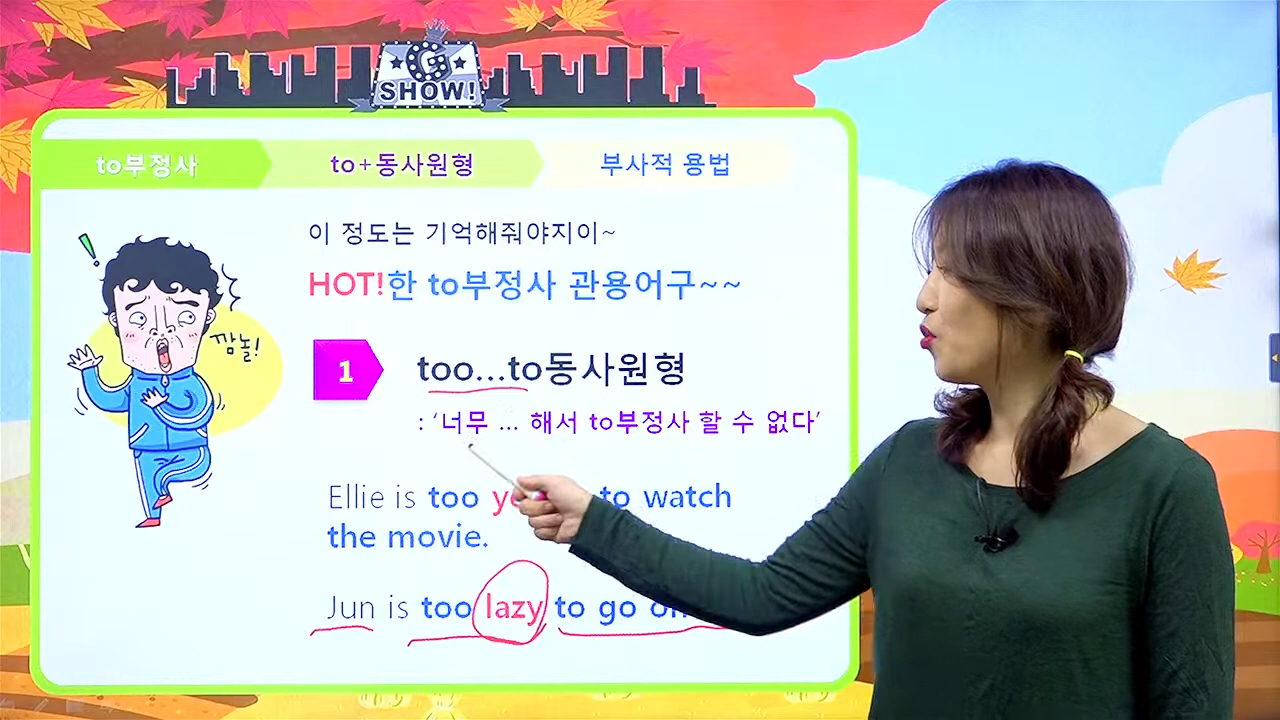 G
SHOW!
to부정사
to+동사원형
부사적 용법
이 정도는 기억해줘야지이~
HOT!한 to부정사 관용어구~~
깜놀!
1
too...to동사원형
: ‘너무 ... 해서 to부정사 할 수 없다’
Ellie is too to watch
the movie.
Jun is too lazy to go